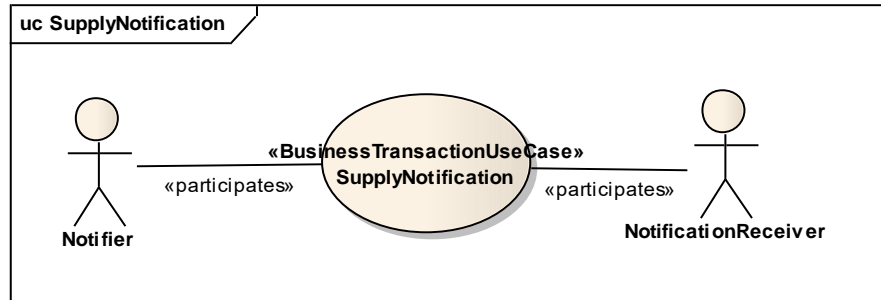 uc SupplyNotification
«BusinessTransactionUseCase»
SupplyNotification
«participates»
«participates»
Notifier
NotificationReceiver